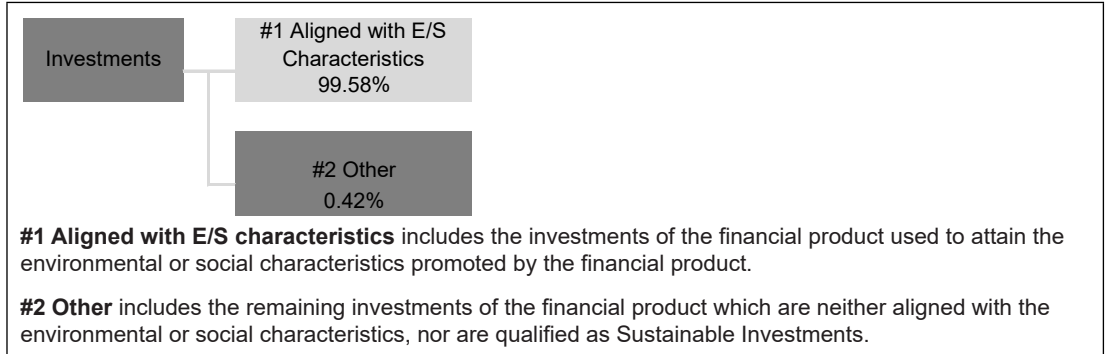 Investments
#1 Aligned with E/S
Characteristics
99.58%
#2 Other
0.42%
#1 Aligned with E/S characteristics includes the investments of the financial product used to attain the
environmental or social characteristics promoted by the financial product.
#2 Other includes the remaining investments of the financial product which are neither aligned with the
environmental or social characteristics, nor are qualified as Sustainable Investments.